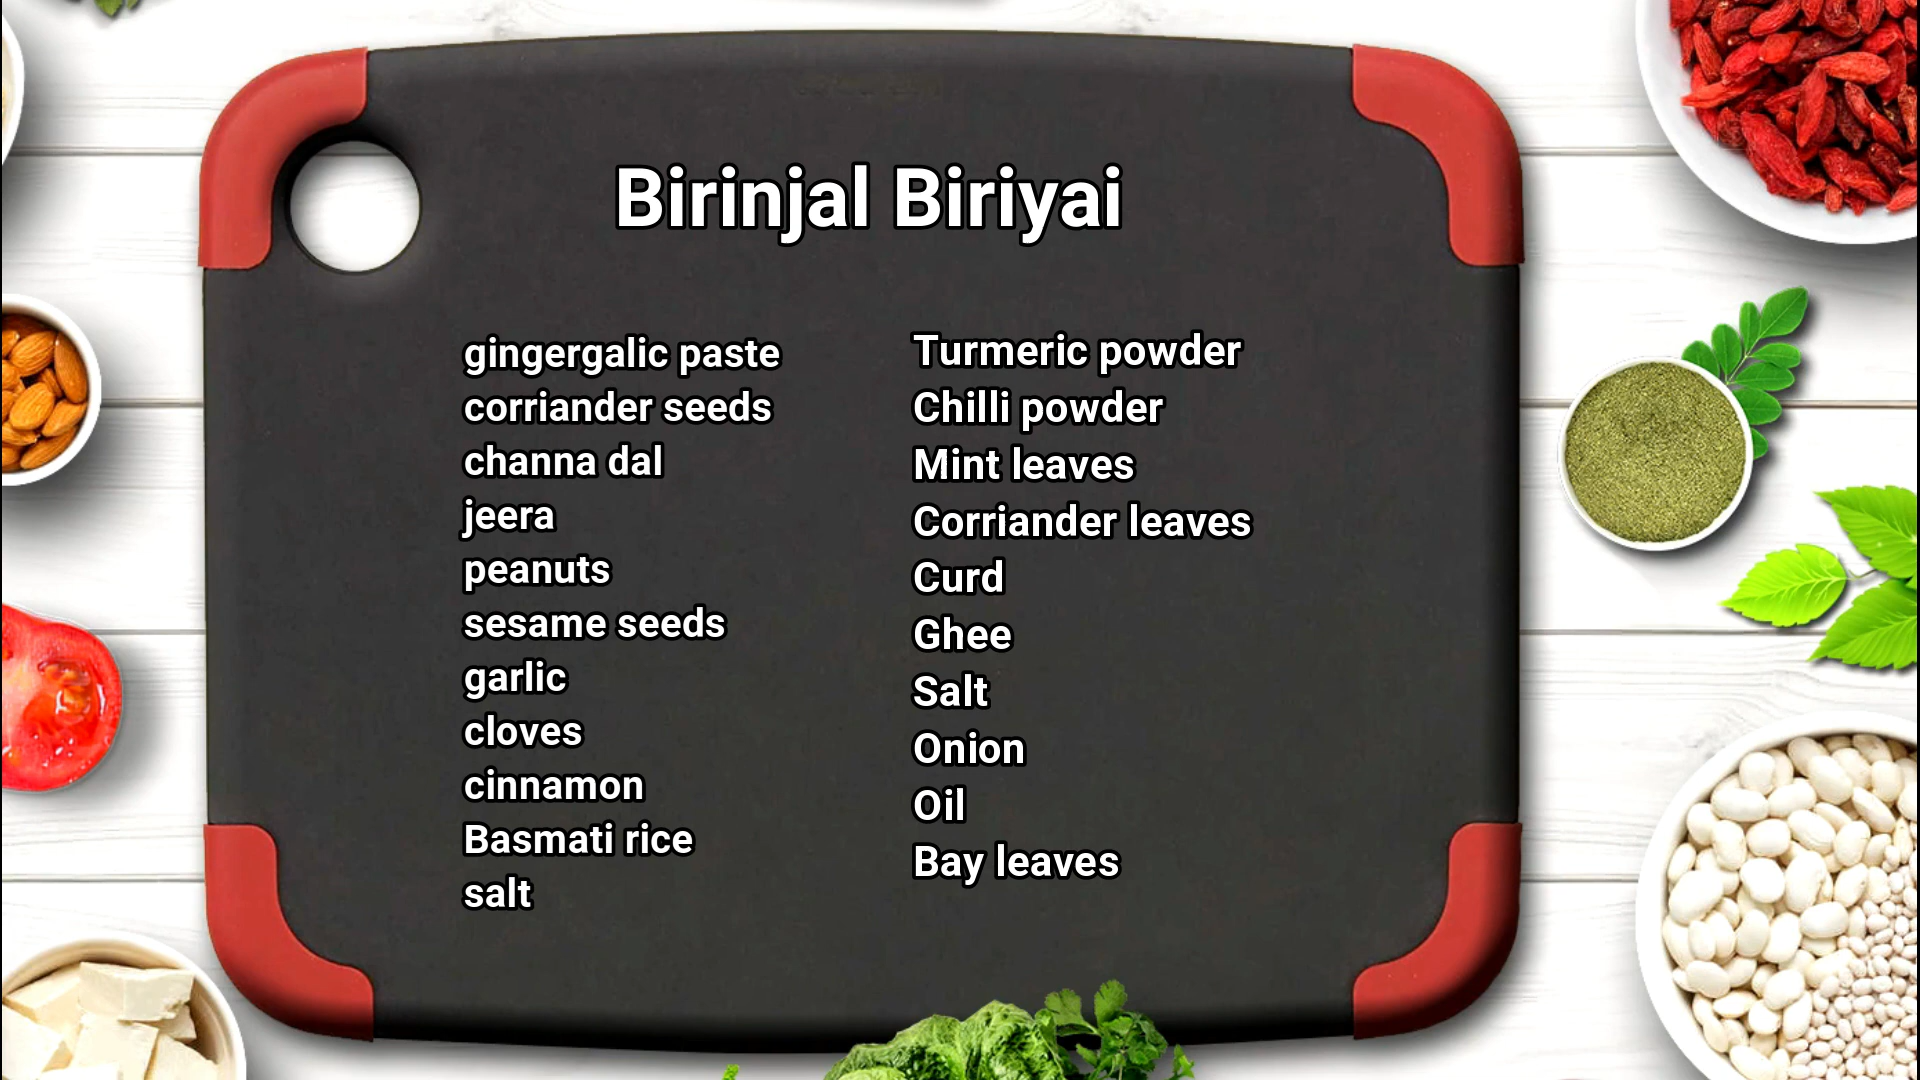 Birinjal Biriyai
gingergalic paste
corriander seeds
channa dal
jeera
peanuts
sesame seeds
garlic
cloves
cinnamon
Basmati rice
salt
Turmeric powder
Chilli powder
Mint leaves
Corriander leaves
Curd
Ghee
Salt
Onion
Oil
Bay leaves